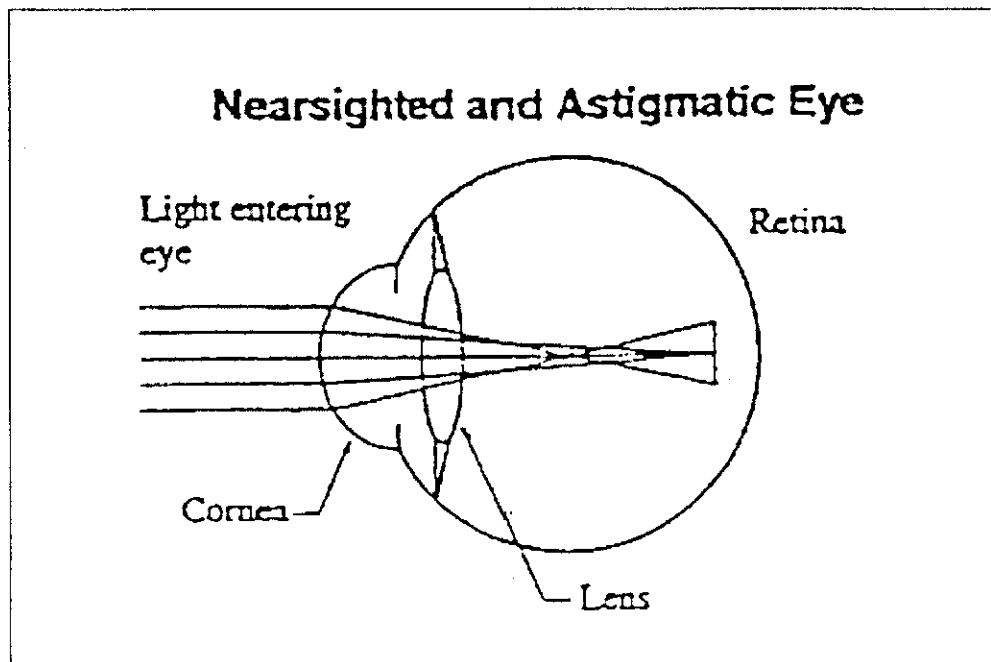 Nearsighted and Astigmatic Eye
Light entering
eye
Retina
Cornea
Lens